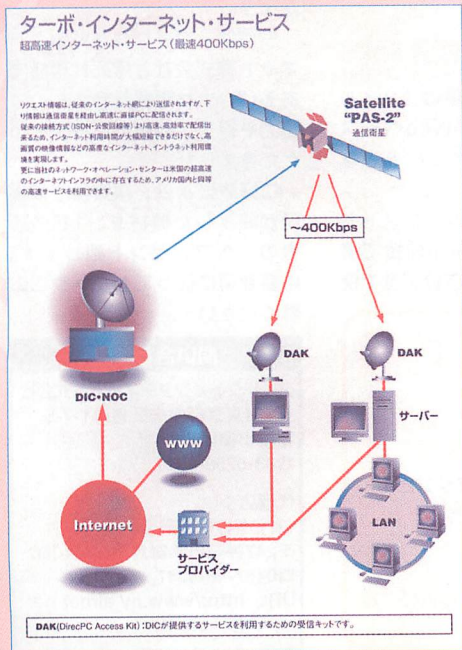 ターボ・インターネット・サービス
超高速インターネット・サービス(最速400Kbps)
リクエスト情報は、従来のインターネット網により送信されますが、下
り情報は通信衛星を経由し高速に直接PCに配信されます。
従来の接続方式(ISDN・公衆回線等)より高速、高効率で配信出
来るため、インターネット利用時間が大幅短縮できるだけでなく、高
画質の映像情報などの高度なインターネット、イントラネット利用環
境を実現します。
更に当社のネットワーク・オペレーション・センターは米国の超高速
のインターネットインフラの中に存在するため、アメリカ国内と同等
の高速サービスを利用できます。
Satellite
"PAS-2"
通信衛星
～400Kbps
DAK
DAK
DIC・NOC
サーバー
www
Internet
LAN
サービス
プロバイダー
DAK(DirecPC Access Kit):DICが提供するサービスを利用するための受信キットです。